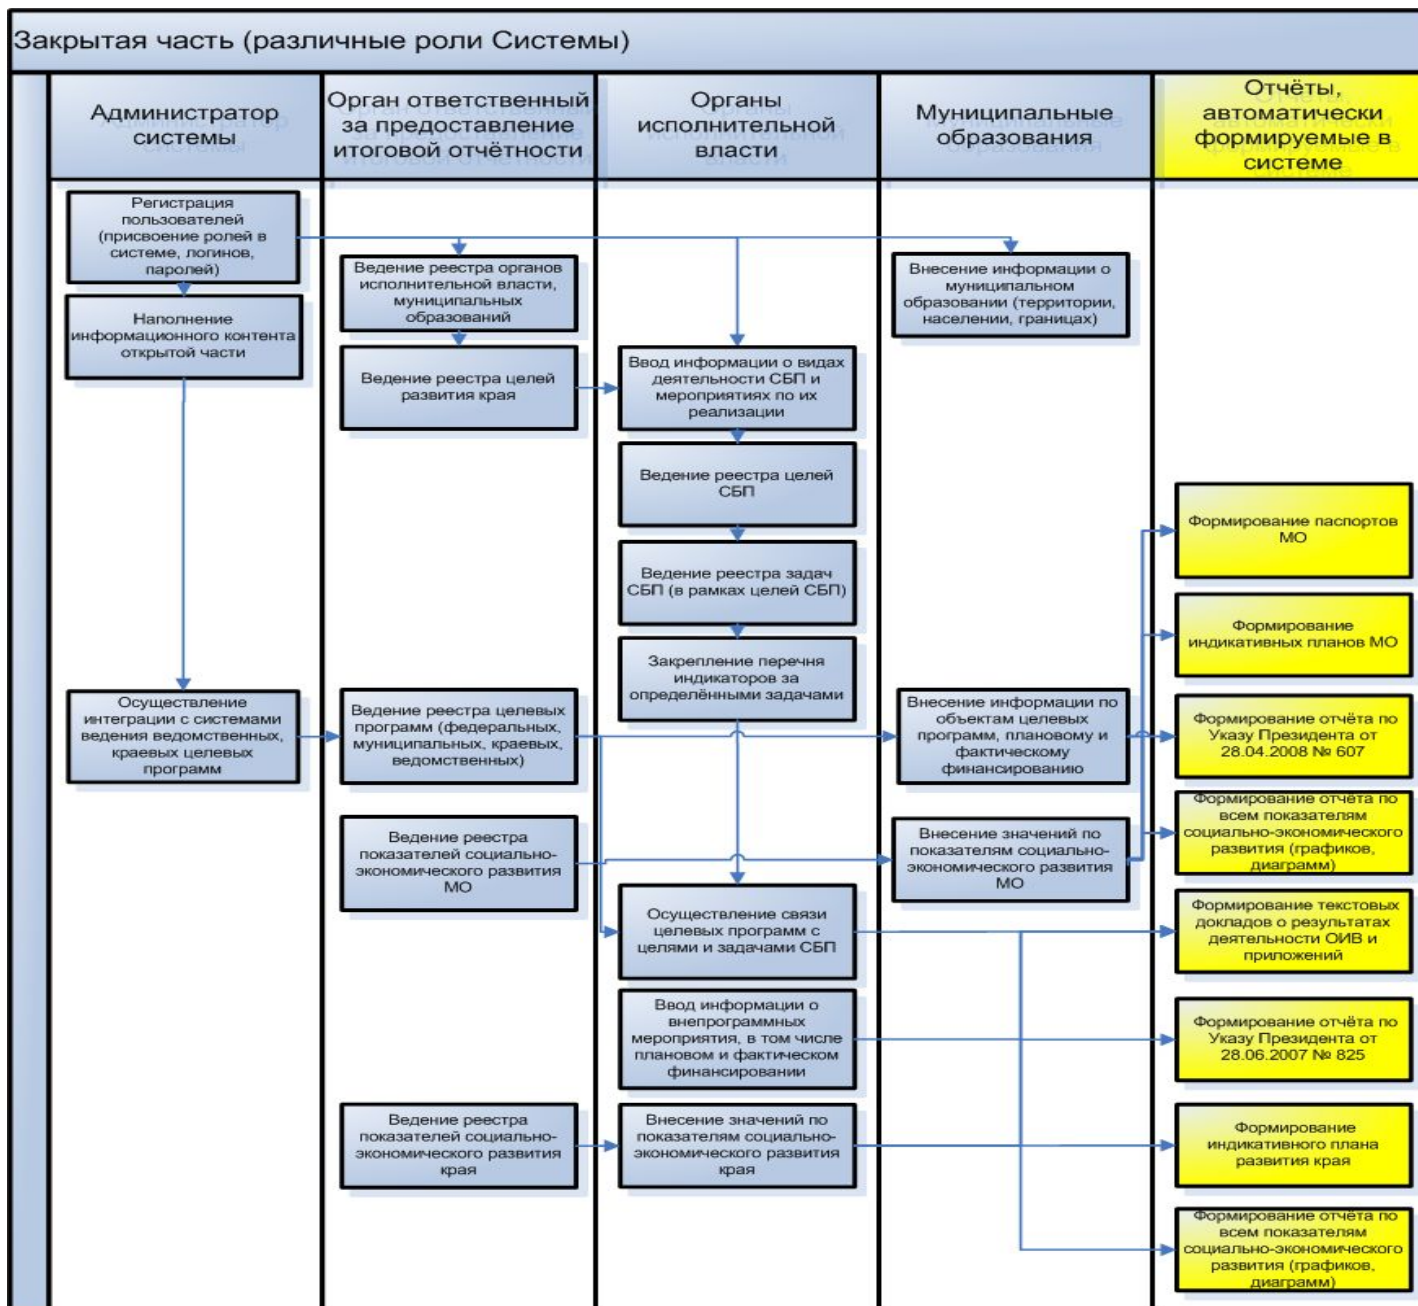 Закрытая часть (различные роли Системы)
Администратор
системы
Орган ответственный
за предоставление
итоговой отчётности
Органы
исполнительной
власти
Муниципальные
образования
Отчёты,
автоматически
формируемые в
системе
Регистрация
пользователей
(присвоение ролей в
системе, логинов,
паролей)
Наполнение
информационного контента
открытой части
Осуществление
интеграции с системами
ведения ведомственных,
краевых целевых
программ
Ведение реестра органов
исполнительной власти,
муниципальных
образований
Ведение реестра целей
развития края
Ведение реестра целевых
программ (федеральных,
муниципальных, краевых,
ведомственных)
Ведение реестра
показателей социально-
экономического развития
МО
Ведение реестра
показателей социально-
экономического развития
края
Ввод информации о видах
деятельности СБП и
мероприятиях по их
реализации
Ведение реестра целей
СБП
Ведение реестра задач
СБП (в рамках целей СБП)
Закрепление перечня
индикаторов за
определёнными задачами
Осуществление связи
целевых программ с
целями и задачами СБП
Ввод информации о
внепрограммных
мероприятия, в том числе
плановом и фактическом
финансировании
Внесение значений по
показателям социально-
экономического развития
края
Внесение информации о
муниципальном
образовании (территории,
населении, границах)
Внесение информации по
объектам целевых
программ, плановому и
фактическому
финансированию
Внесение значений по
показателям социально-
экономического развития
МО
Формирование паспортов
МО
Формирование
индикативных планов МО
Формирование отчёта по
Указу Президента от
28.04.2008 № 607
Формирование отчёта по
всем показателям
социально-экономического
развития (графиков,
диаграмм)
Формирование текстовых
докладов о результатах
деятельности ОИВ и
приложений
Формирование отчёта по
Указу Президента от
28.06.2007 № 825
Формирование
индикативного плана
развития края
Формирование отчёта по
всем показателям
социально-экономического
развития (графиков,
диаграмм)